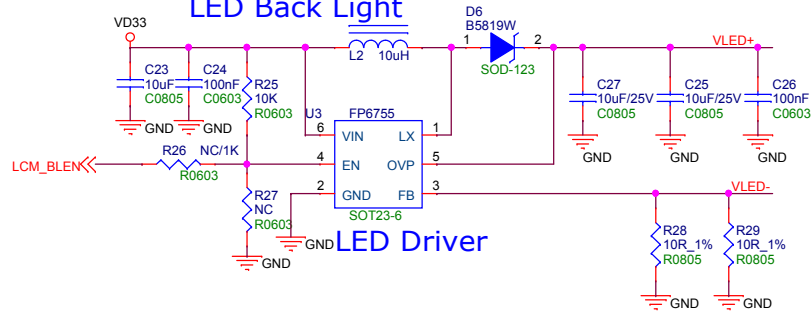 LED Back Light
VD33
D6
B5819W
1
2
SOD-123
L2 10uH
VLED+
C23
10uF
C0805
C24
100nF
C0603
R25
10K
R0603
C27
10uF/25V
C0805
C25
10uF/25V
C0805
C26
100nF
C0603
GND
GND
GND
GND
GND
U3
FP6755
6 VIN LX 1
4 EN OVP 5
2 GND FB 3
SOT23-6
LCM_BLEN
R26 NC/1K
R0603
R27
NC
R0603
GND
GND
LED Driver
VLED-
R28
10R_1%
R0805
R29
10R_1%
R0805
GND
GND